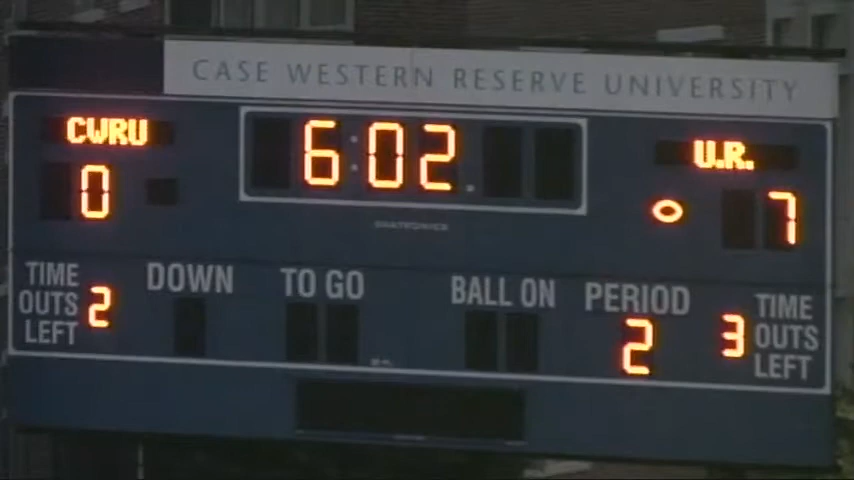 CASE WESTERN RESERVE UNIVERSITY
CWRU
6:02
U.R.
0
7
DAKTRONICS
TIME OUTS LEFT 2
DOWN
TO GO
BALL ON
PERIOD 2
3 TIME OUTS LEFT